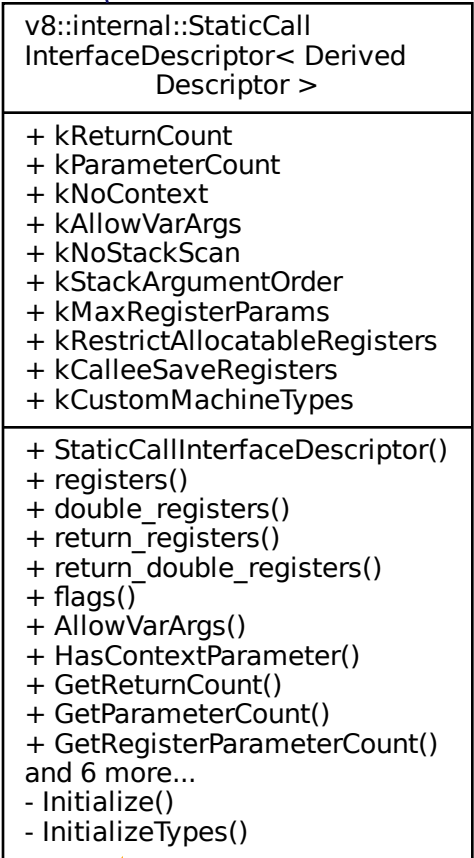 v8::internal::StaticCall
InterfaceDescriptor< Derived
Descriptor >
+ kReturnCount
+ kParameterCount
+ kNoContext
+ kAllowVarArgs
+ kNoStackScan
+ kStackArgumentOrder
+ kMaxRegisterParams
+ kRestrictAllocatableRegisters
+ kCalleeSaveRegisters
+ kCustomMachineTypes
+ StaticCallInterfaceDescriptor()
+ registers()
+ double_registers()
+ return_registers()
+ return_double_registers()
+ flags()
+ AllowVarArgs()
+ HasContextParameter()
+ GetReturnCount()
+ GetParameterCount()
+ GetRegisterParameterCount()
and 6 more...
- Initialize()
- InitializeTypes()